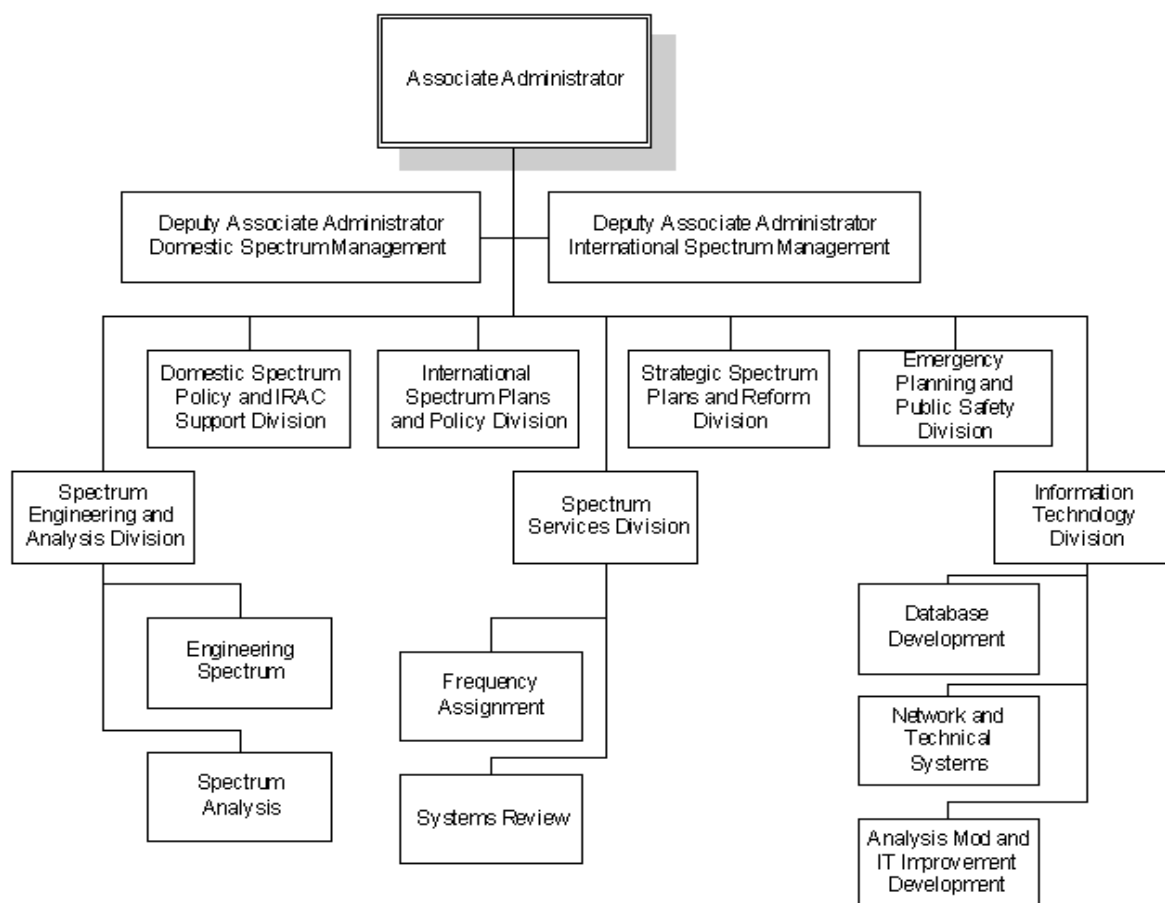 Associate Administrator
Deputy Associate Administrator
Domestic Spectrum Management
Deputy Associate Administrator
International Spectrum Management
Domestic Spectrum
Policy and IRAC
Support Division
International
Spectrum Plans
and Policy Division
Strategic Spectrum
Plans and Reform
Division
Emergency
Planning and
Public Safety
Division
Spectrum
Engineering and
Analysis Division
Spectrum
Services Division
Information
Technology
Division
Engineering
Spectrum
Spectrum
Analysis
Frequency
Assignment
Systems Review
Database
Development
Network and
Technical
Systems
Analysis Mod and
IT Improvement
Development